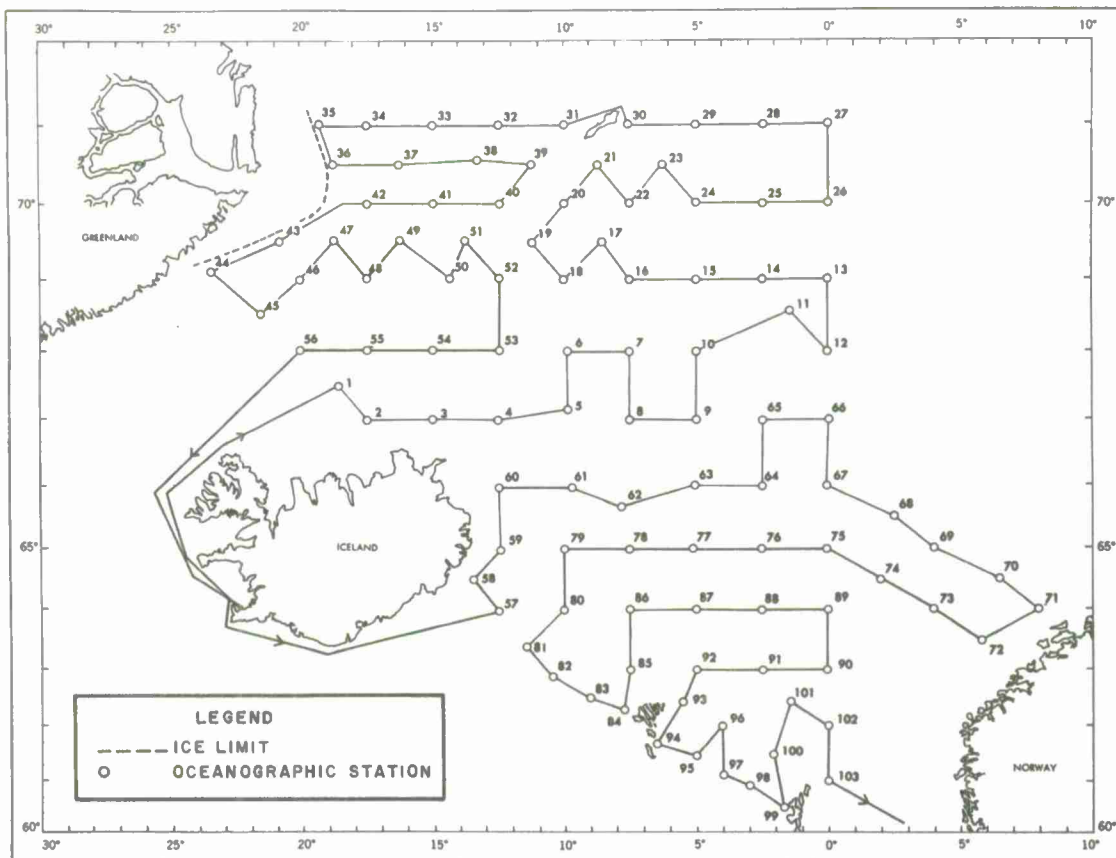 30° 25° 20° 15° 10° 5° 0° 5° 10°
35 34 33 32 31 30 29 28 27
36 37 38 39 21 23
70° 42 41 40 20 22 24 25 26 70°
43 47 49 51 19 17
GREENLAND
44 46 48 50 52 18 16 15 14 13
45 11
56 55 54 53 6 7 10 12
1
2 3 4 5 8 9 65 66
60 61 62 63 64 67
68
65° ICELAND 59 79 78 77 76 75 69 65°
58 74 70
57 80 86 87 88 89 73 71
72
81
82 85 92 91 90
83 93 101
84 96 102
LEGEND
94 95 100
ICE LIMIT
97 98 103 NORWAY
OCEANOGRAPHIC STATION
99
60° 60°
30° 25° 20° 15° 10° 5° 0° 5° 10°